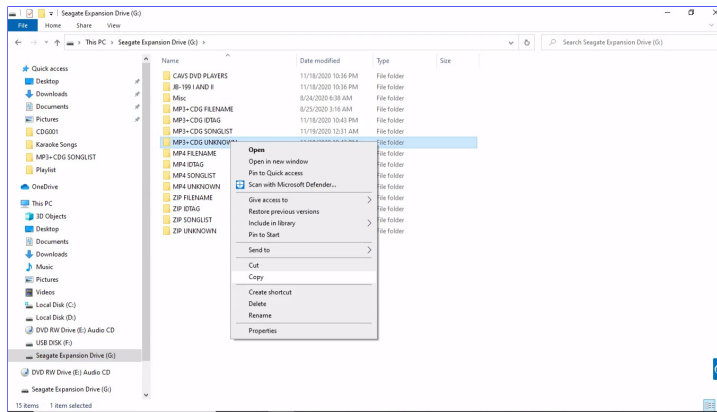 Seagate Expansion Drive (G:)
File Home Share View
This PC > Seagate Expansion Drive (G:) >
Search Seagate Expansion Drive (G:)
Name Date modified Type Size
Quick access
Desktop
Downloads
Documents
Pictures
CDG001
Karaoke Songs
MP3+CDG SONGLIST
Playlist
OneDrive
This PC
3D Objects
Desktop
Documents
Downloads
Music
Pictures
Videos
Local Disk (C:)
Local Disk (D:)
DVD RW Drive (E:) Audio CD
USB DISK (F:)
Seagate Expansion Drive (G:)
DVD RW Drive (E:) Audio CD
Seagate Expansion Drive (G:)
CAVS DVD PLAYERS 11/18/2020 10:36 PM File folder
JB-199 I AND II 11/18/2020 10:36 PM File folder
Misc 8/24/2020 6:38 AM File folder
MP3+CDG FILENAME 8/25/2020 3:16 AM File folder
MP3+CDG IDTAG 11/18/2020 10:43 PM File folder
MP3+CDG SONGLIST 11/19/2020 12:31 AM File folder
MP3+CDG UNKNOWN File folder
MP4 FILENAME File folder
MP4 IDTAG File folder
MP4 SONGLIST File folder
MP4 UNKNOWN File folder
ZIP FILENAME File folder
ZIP IDTAG File folder
ZIP SONGLIST File folder
ZIP UNKNOWN File folder
Open
Open in new window
Pin to Quick access
Scan with Microsoft Defender...
Give access to
Restore previous versions
Include in library
Pin to Start
Send to
Cut
Copy
Create shortcut
Delete
Rename
Properties
15 items 1 item selected